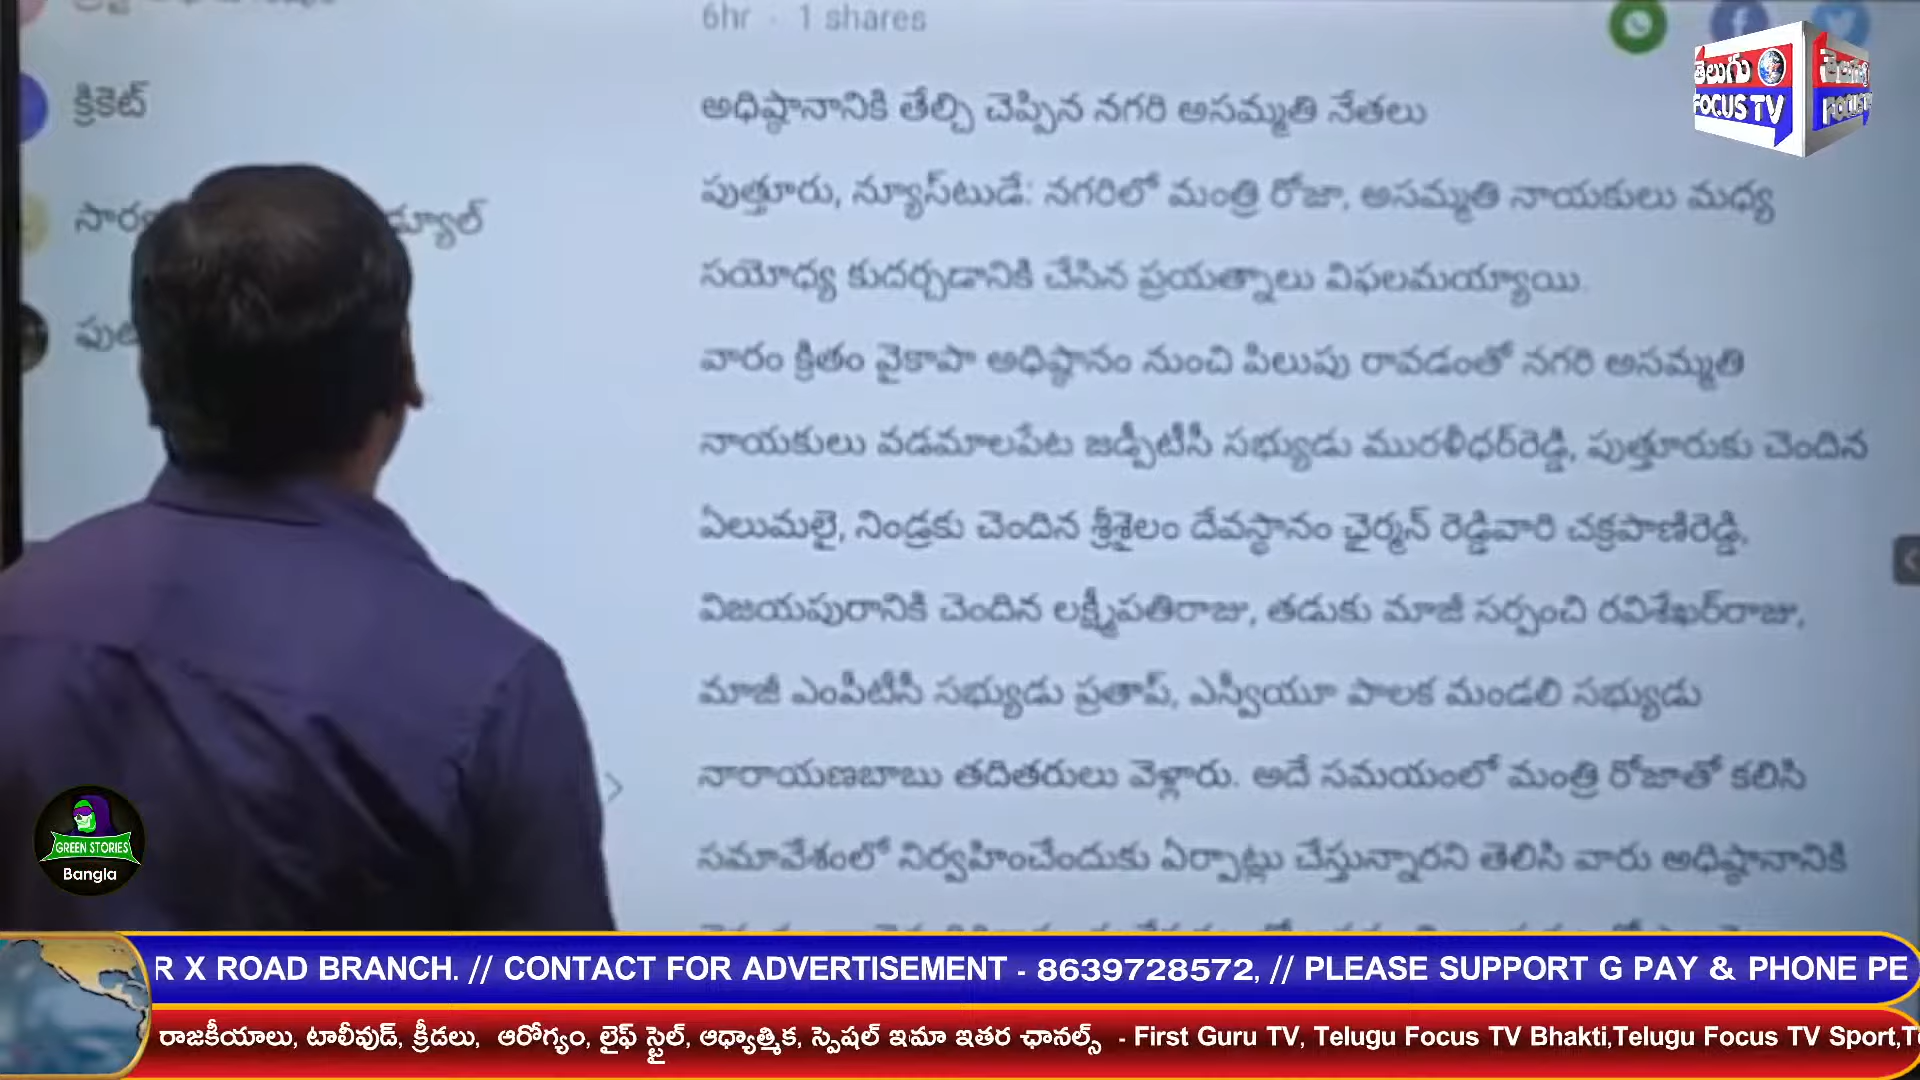 6hr · 1 shares
క్రికెట్
తెలుగు
FOCUS TV
అధిష్ఠానానికి తేల్చి చెప్పిన నగరి అసమ్మతి నేతలు
పుత్తూరు, న్యూస్‌టుడే: నగరిలో మంత్రి రోజా, అసమ్మతి నాయకులు మధ్య
సయోధ్య కుదర్చడానికి చేసిన ప్రయత్నాలు విఫలమయ్యాయి.
వారం క్రితం వైకాపా అధిష్ఠానం నుంచి పిలుపు రావడంతో నగరి అసమ్మతి
నాయకులు వడమాలపేట జడ్పీటీసీ సభ్యుడు మురళీధర్‌రెడ్డి, పుత్తూరుకు చెందిన
ఏలుమలై, నిండ్రకు చెందిన శ్రీశైలం దేవస్థానం ఛైర్మన్ రెడ్డివారి చక్రపాణిరెడ్డి,
విజయపురానికి చెందిన లక్ష్మీపతిరాజు, తడుకు మాజీ సర్పంచి రవిశేఖర్‌రాజు,
మాజీ ఎంపీటీసీ సభ్యుడు ప్రతాప్, ఎస్వీయూ పాలక మండలి సభ్యుడు
నారాయణబాబు తదితరులు వెళ్లారు. అదే సమయంలో మంత్రి రోజాతో కలిసి
సమావేశంలో నిర్వహించేందుకు ఏర్పాట్లు చేస్తున్నారని తెలిసి వారు అధిష్ఠానానికి
GREEN STORIES
Bangla
R X ROAD BRANCH. // CONTACT FOR ADVERTISEMENT - 8639728572, // PLEASE SUPPORT G PAY & PHONE PE
రాజకీయాలు, టాలీవుడ్, క్రీడలు, ఆరోగ్యం, లైఫ్ స్టైల్, ఆధ్యాత్మిక, స్పెషల్ ఇమా ఇతర ఛానల్స్ - First Guru TV, Telugu Focus TV Bhakti,Telugu Focus TV Sport,